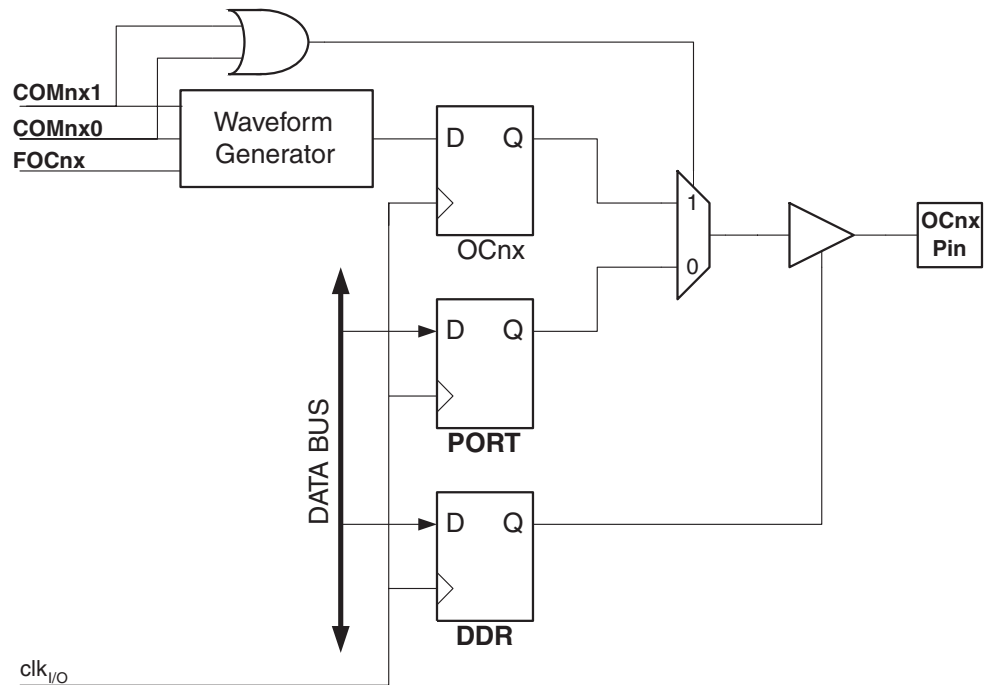 COMnx1
COMnx0
FOCnx
Waveform
Generator
D Q
OCnx
1
0
OCnx
Pin
D Q
PORT
DATA BUS
D Q
DDR
clkI/O